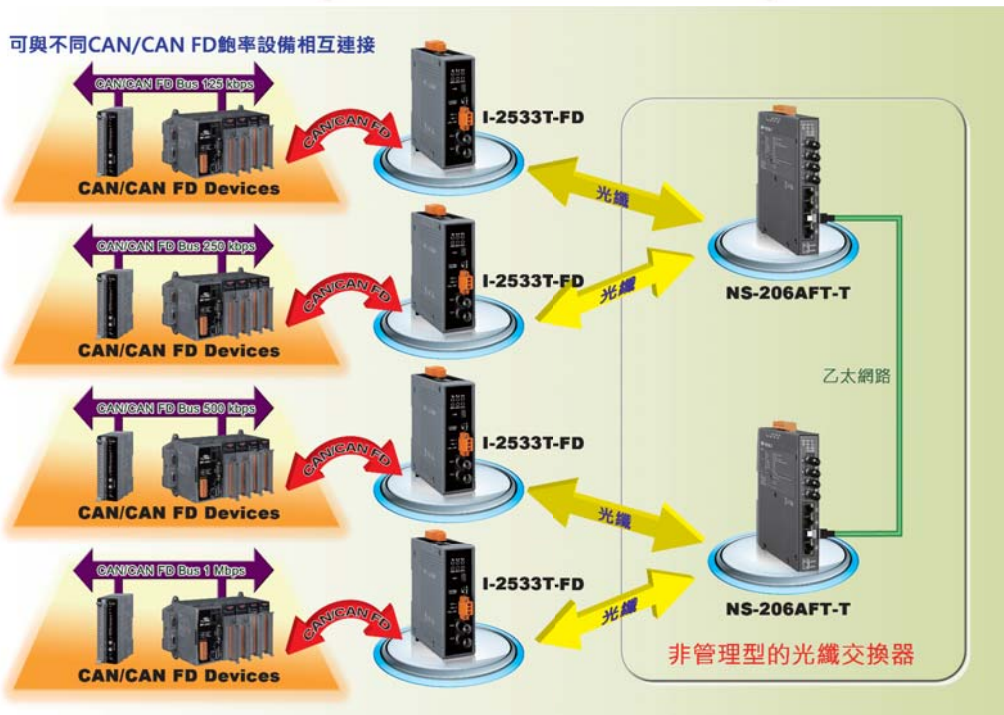 可與不同CAN/CAN FD鮑率設備相互連接
CAN/CAN FD Bus 125 kbps
CAN/CAN FD
I-2533T-FD
CAN/CAN FD Devices
光纖
NS-206AFT-T
CAN/CAN FD Bus 250 kbps
CAN/CAN FD
I-2533T-FD
CAN/CAN FD Devices
光纖
乙太網路
CAN/CAN FD Bus 500 kbps
CAN/CAN FD
I-2533T-FD
CAN/CAN FD Devices
光纖
NS-206AFT-T
CAN/CAN FD Bus 1 Mbps
CAN/CAN FD
I-2533T-FD
CAN/CAN FD Devices
光纖
非管理型的光纖交換器